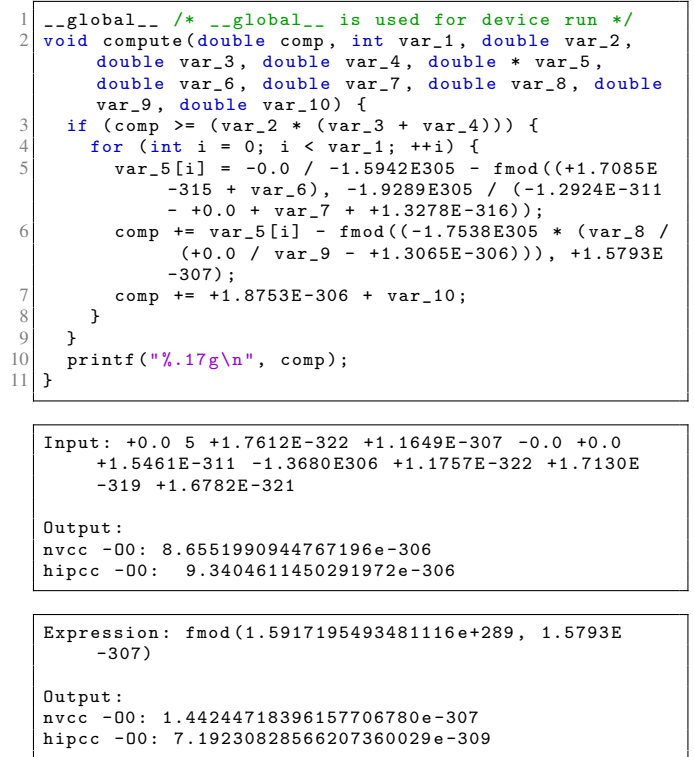 1 __global__ /* __global__ is used for device run */
2 void compute(double comp, int var_1, double var_2,
double var_3, double var_4, double * var_5,
double var_6, double var_7, double var_8, double
var_9, double var_10) {
3 if (comp >= (var_2 * (var_3 + var_4))) {
4 for (int i = 0; i < var_1; ++i) {
5 var_5[i] = -0.0 / -1.5942E305 - fmod((+1.7085E
-315 + var_6), -1.9289E305 / (-1.2924E-311
- +0.0 + var_7 + +1.3278E-316));
6 comp += var_5[i] - fmod((-1.7538E305 * (var_8 /
(+0.0 / var_9 - +1.3065E-306))), +1.5793E
-307);
7 comp += +1.8753E-306 + var_10;
8 }
9 }
10 printf("%.17g\n", comp);
11 }
Input: +0.0 5 +1.7612E-322 +1.1649E-307 -0.0 +0.0
+1.5461E-311 -1.3680E306 +1.1757E-322 +1.7130E
-319 +1.6782E-321
Output:
nvcc -O0: 8.6551990944767196e-306
hipcc -O0: 9.3404611450291972e-306
Expression: fmod(1.5917195493481116e+289, 1.5793E
-307)
Output:
nvcc -O0: 1.44244718396157706780e-307
hipcc -O0: 7.19230828566207360029e-309